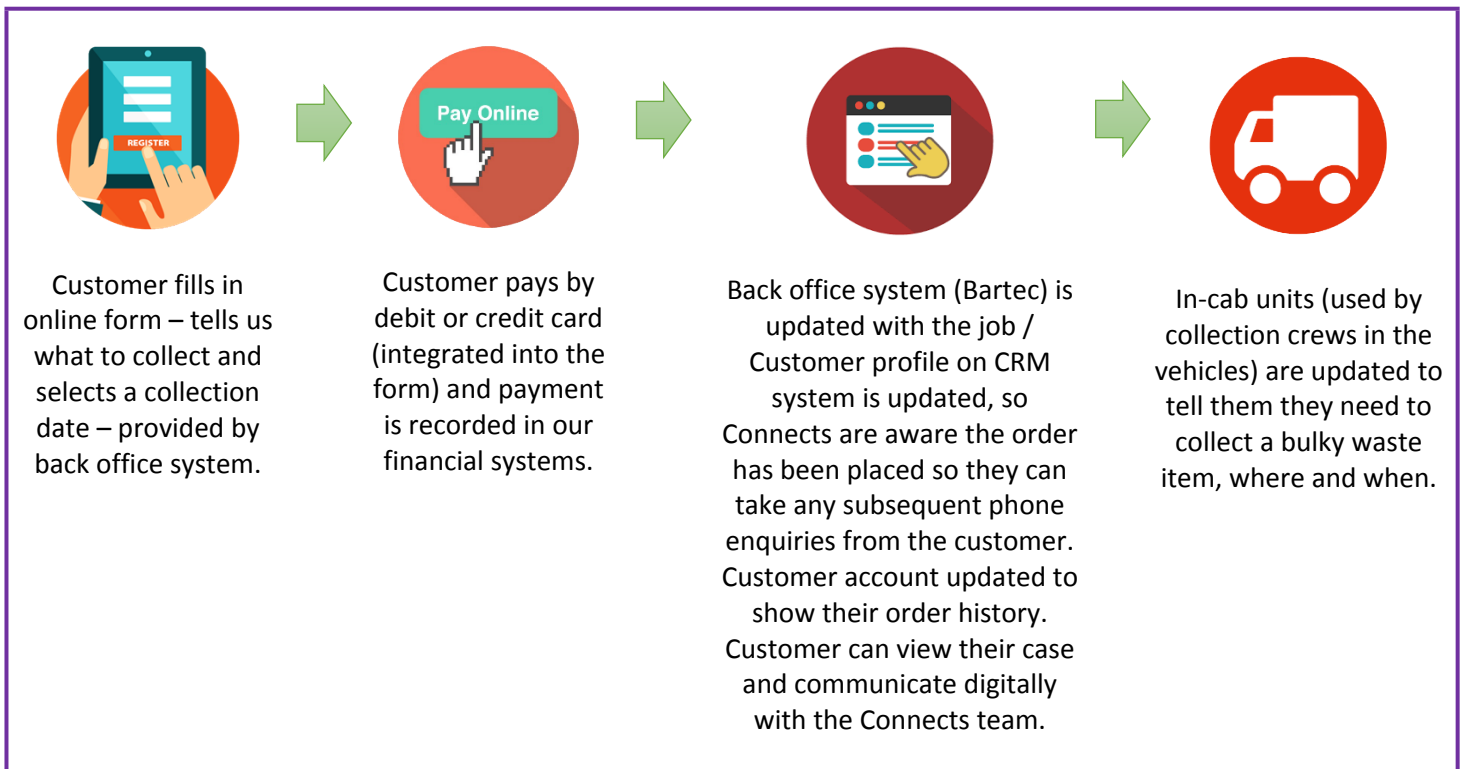 REGISTER
Pay Online
Customer fills in
online form – tells us
what to collect and
selects a collection
date – provided by
back office system.
Customer pays by
debit or credit card
(integrated into the
form) and payment
is recorded in our
financial systems.
Back office system (Bartec) is
updated with the job /
Customer profile on CRM
system is updated, so
Connects are aware the order
has been placed so they can
take any subsequent phone
enquiries from the customer.
Customer account updated to
show their order history.
Customer can view their case
and communicate digitally
with the Connects team.
In-cab units (used by
collection crews in the
vehicles) are updated to
tell them they need to
collect a bulky waste
item, where and when.